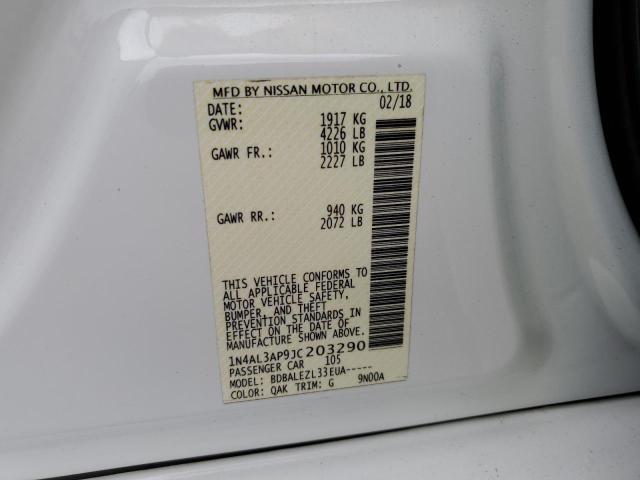 MFD BY NISSAN MOTOR CO., LTD.
DATE: 02/18
GVWR: 1917 KG
4226 LB
GAWR FR.: 1010 KG
2227 LB
GAWR RR.: 940 KG
2072 LB
THIS VEHICLE CONFORMS TO
ALL APPLICABLE FEDERAL
MOTOR VEHICLE SAFETY,
BUMPER, AND THEFT
PREVENTION STANDARDS IN
EFFECT ON THE DATE OF
MANUFACTURE SHOWN ABOVE.
1N4AL3AP9JC203290
PASSENGER CAR 105
MODEL: BDBALEZL33EUA-----
COLOR: QAK TRIM: G 9N00A